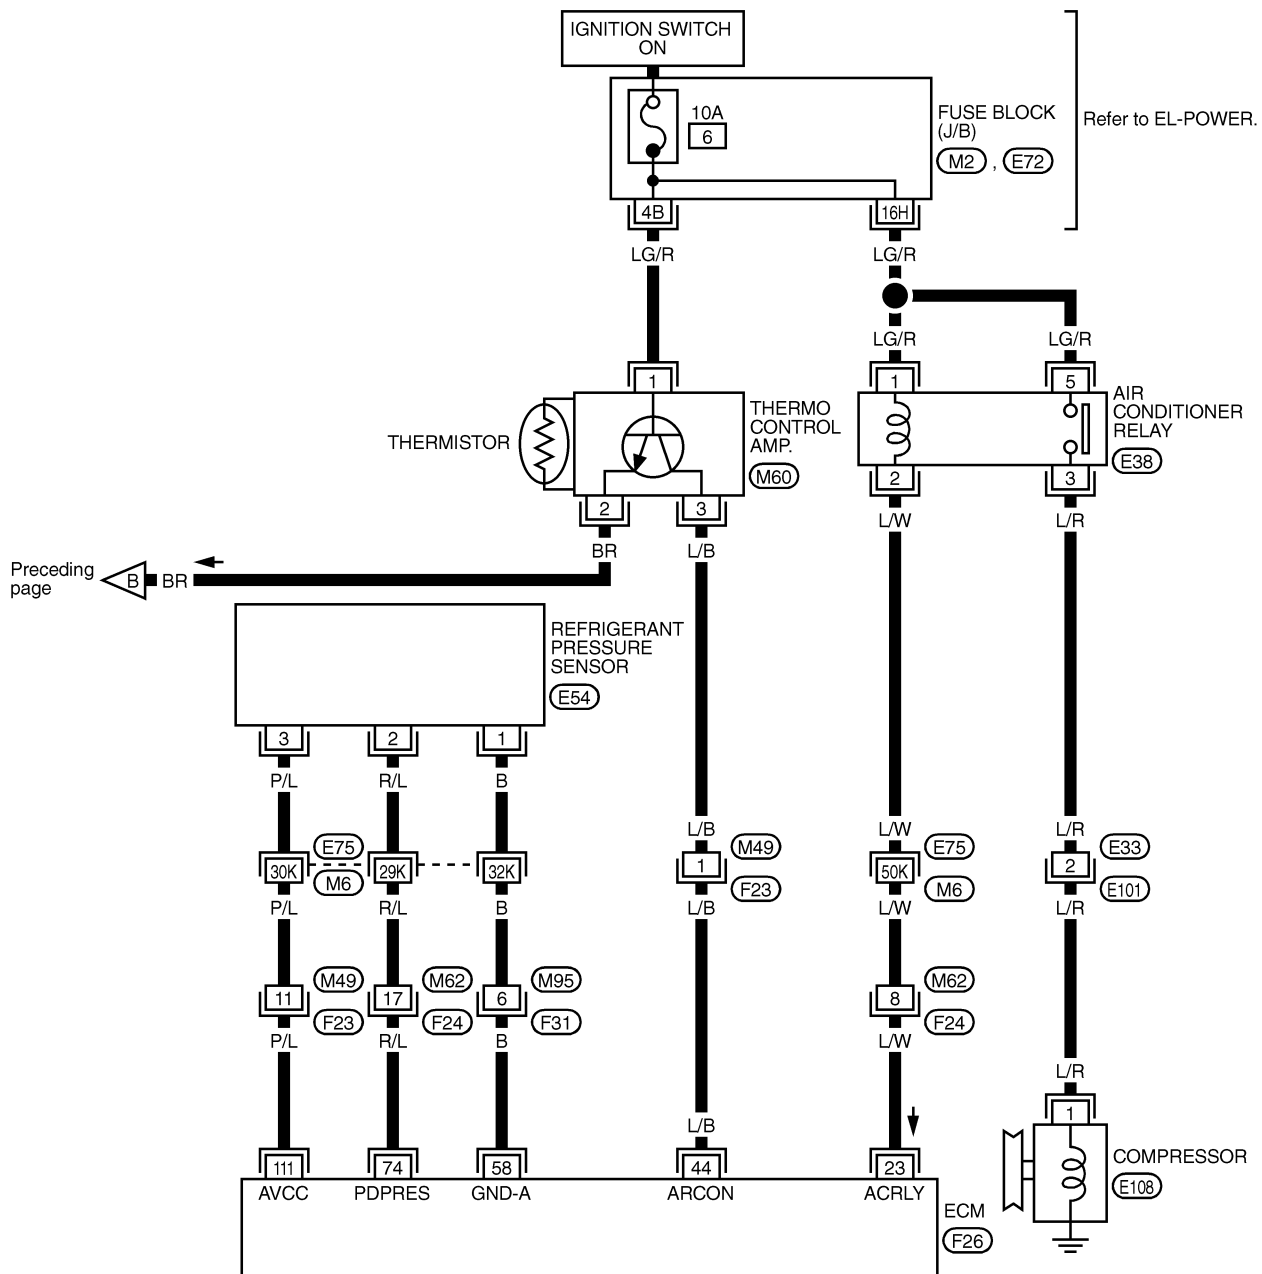 IGNITION SWITCH
ON
10A
6
FUSE BLOCK
(J/B)
M2 , E72
Refer to EL-POWER.
4B
16H
LG/R
LG/R
LG/R
LG/R
1
1
5
THERMISTOR
THERMO
CONTROL
AMP.
M60
AIR
CONDITIONER
RELAY
E38
2
3
2
3
BR
L/B
L/W
L/R
Preceding
page
B
BR
REFRIGERANT
PRESSURE
SENSOR
E54
3
2
1
P/L
R/L
B
L/B
L/W
L/R
E75
M49
E75
E33
30K
29K
32K
1
50K
2
M6
F23
M6
E101
P/L
R/L
B
L/B
L/W
L/R
M49
M62
M95
M62
11
17
6
8
F23
F24
F31
F24
P/L
R/L
B
L/W
L/R
L/B
1
111
74
58
44
23
COMPRESSOR
E108
AVCC
PDPRES
GND-A
ARCON
ACRLY
ECM
F26